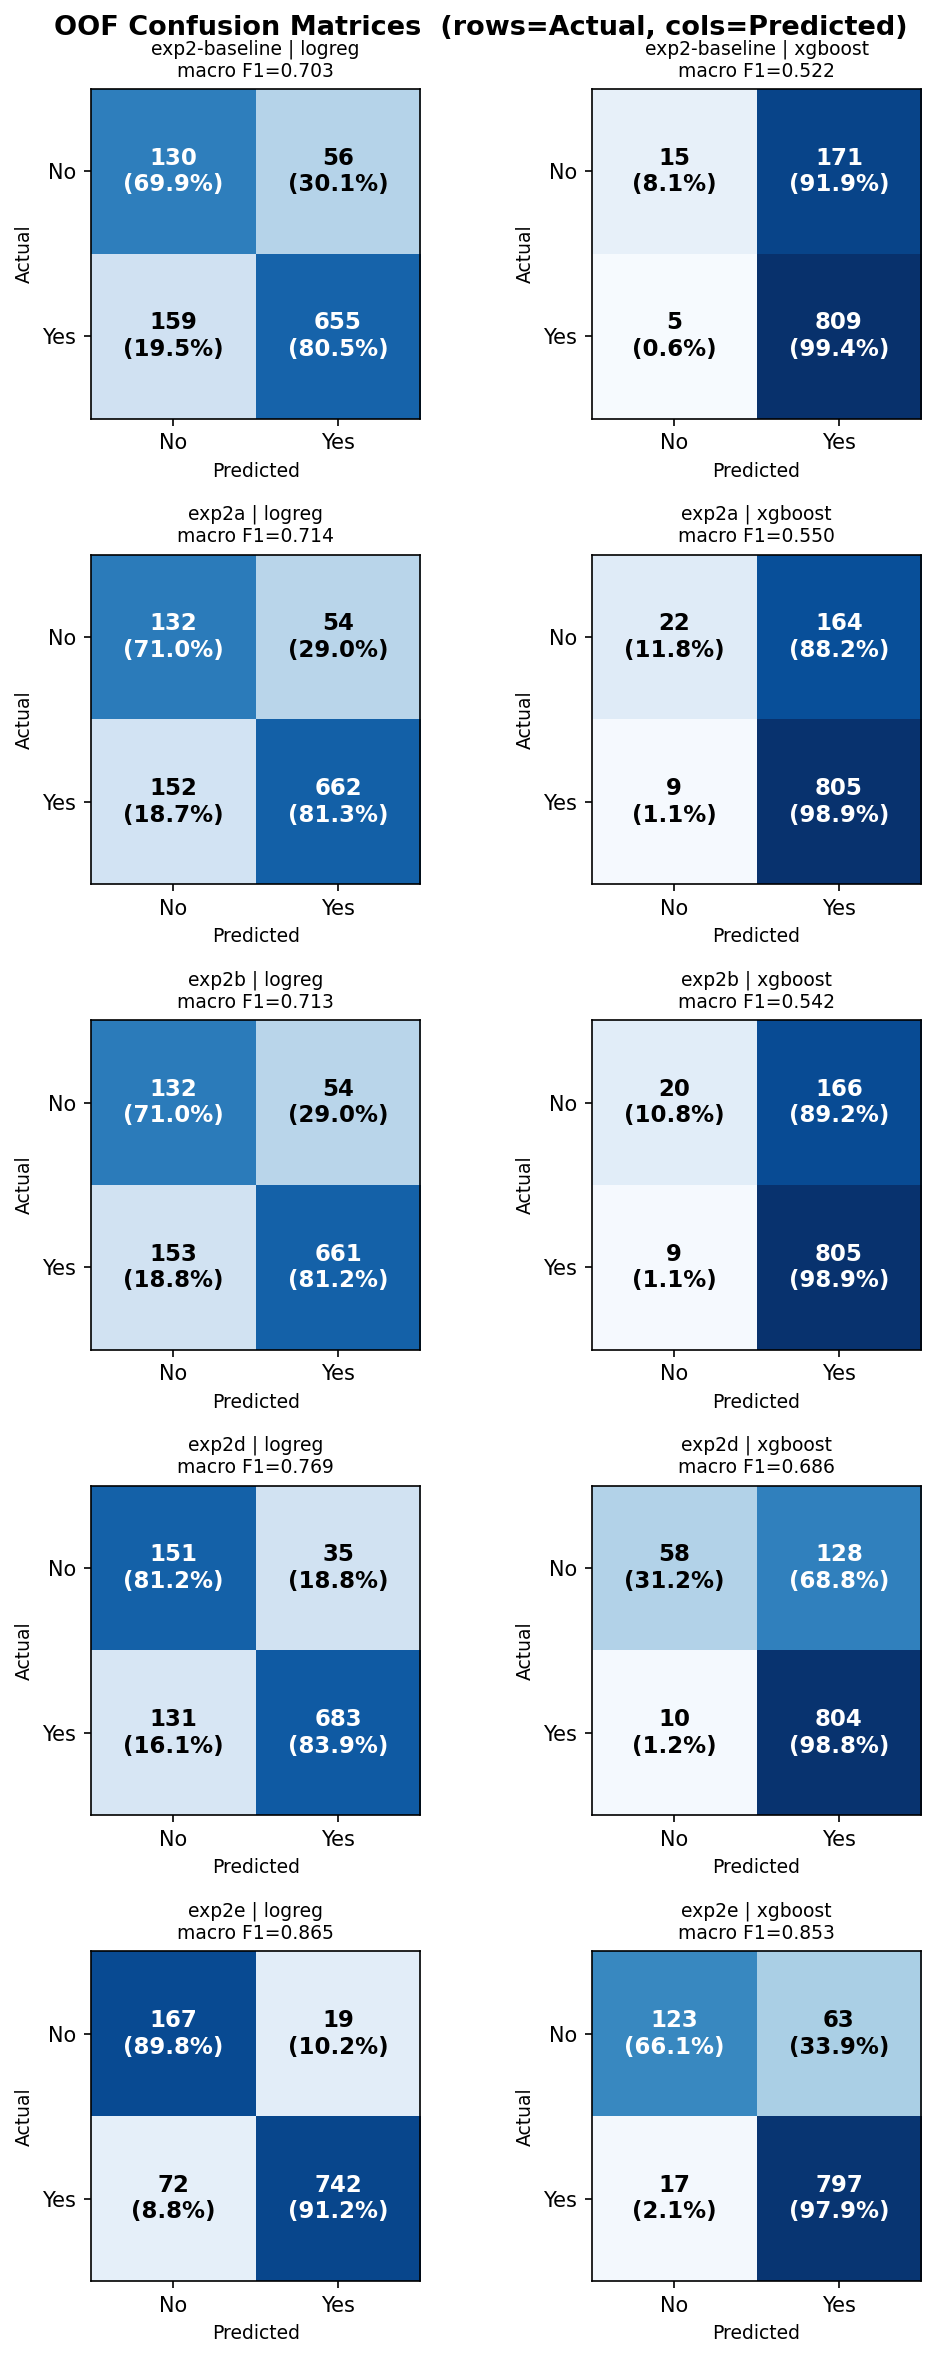 OOF Confusion Matrices (rows=Actual, cols=Predicted)
exp2-baseline | logreg
macro F1=0.703
No
130
(69.9%)
56
(30.1%)
Actual
Yes
159
(19.5%)
655
(80.5%)
No
Yes
Predicted
exp2-baseline | xgboost
macro F1=0.522
No
15
(8.1%)
171
(91.9%)
Actual
Yes
5
(0.6%)
809
(99.4%)
No
Yes
Predicted
exp2a | logreg
macro F1=0.714
No
132
(71.0%)
54
(29.0%)
Actual
Yes
152
(18.7%)
662
(81.3%)
No
Yes
Predicted
exp2a | xgboost
macro F1=0.550
No
22
(11.8%)
164
(88.2%)
Actual
Yes
9
(1.1%)
805
(98.9%)
No
Yes
Predicted
exp2b | logreg
macro F1=0.713
No
132
(71.0%)
54
(29.0%)
Actual
Yes
153
(18.8%)
661
(81.2%)
No
Yes
Predicted
exp2b | xgboost
macro F1=0.542
No
20
(10.8%)
166
(89.2%)
Actual
Yes
9
(1.1%)
805
(98.9%)
No
Yes
Predicted
exp2d | logreg
macro F1=0.769
No
151
(81.2%)
35
(18.8%)
Actual
Yes
131
(16.1%)
683
(83.9%)
No
Yes
Predicted
exp2d | xgboost
macro F1=0.686
No
58
(31.2%)
128
(68.8%)
Actual
Yes
10
(1.2%)
804
(98.8%)
No
Yes
Predicted
exp2e | logreg
macro F1=0.865
No
167
(89.8%)
19
(10.2%)
Actual
Yes
72
(8.8%)
742
(91.2%)
No
Yes
Predicted
exp2e | xgboost
macro F1=0.853
No
123
(66.1%)
63
(33.9%)
Actual
Yes
17
(2.1%)
797
(97.9%)
No
Yes
Predicted